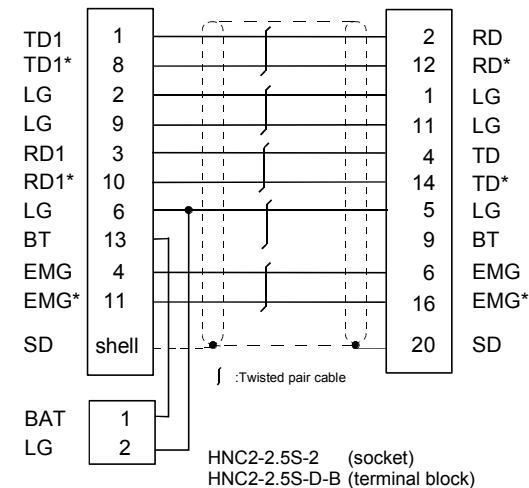 TD1 1 2 RD
TD1* 8 12 RD*
LG 2 1 LG
LG 9 11 LG
RD1 3 4 TD
RD1* 10 14 TD*
LG 6 5 LG
BT 13 9 BT
EMG 4 6 EMG
EMG* 11 16 EMG*
SD shell 20 SD
:Twisted pair cable
BAT 1
LG 2
HNC2-2.5S-2 (socket)
HNC2-2.5S-D-B (terminal block)